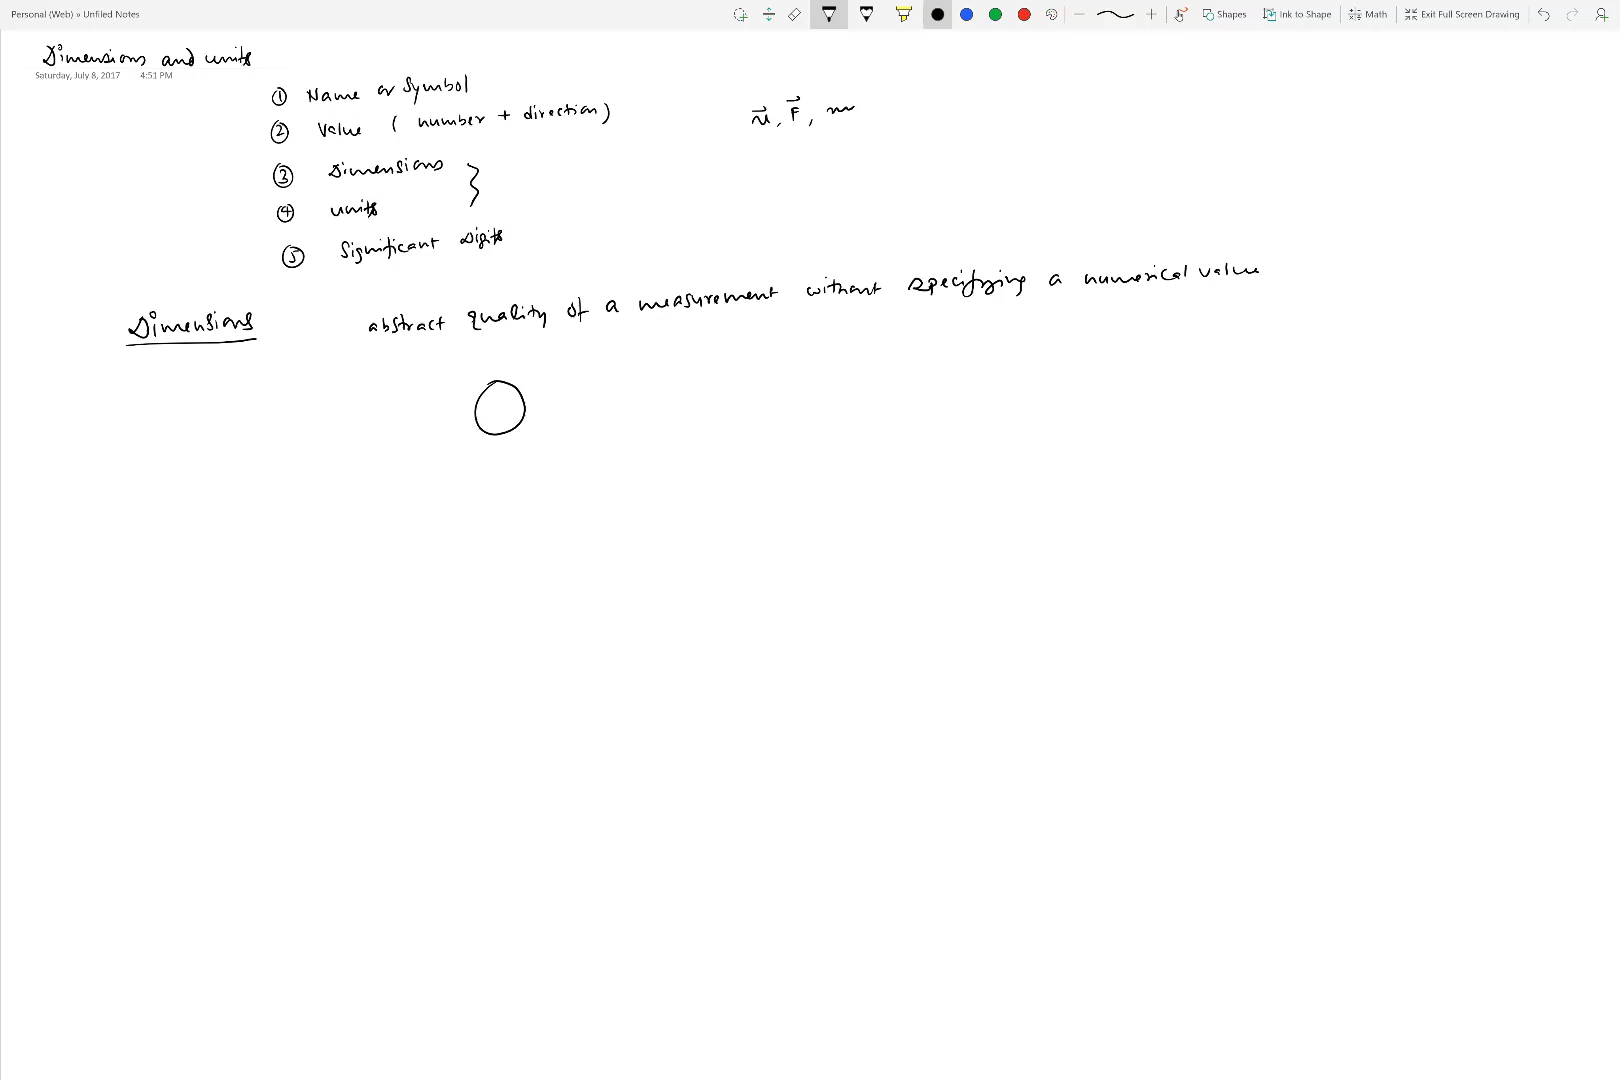 Personal (Web) » Unfiled Notes
Shapes Ink to Shape Math Exit Full Screen Drawing
Dimensions and units
Saturday, July 8, 2017 4:51 PM
① Name or Symbol
② Value ( number + direction )
③ Dimensions
④ units
⑤ Significant Digits
F⃗, m
Dimensions abstract quality of a measurement without specifying a numerical value